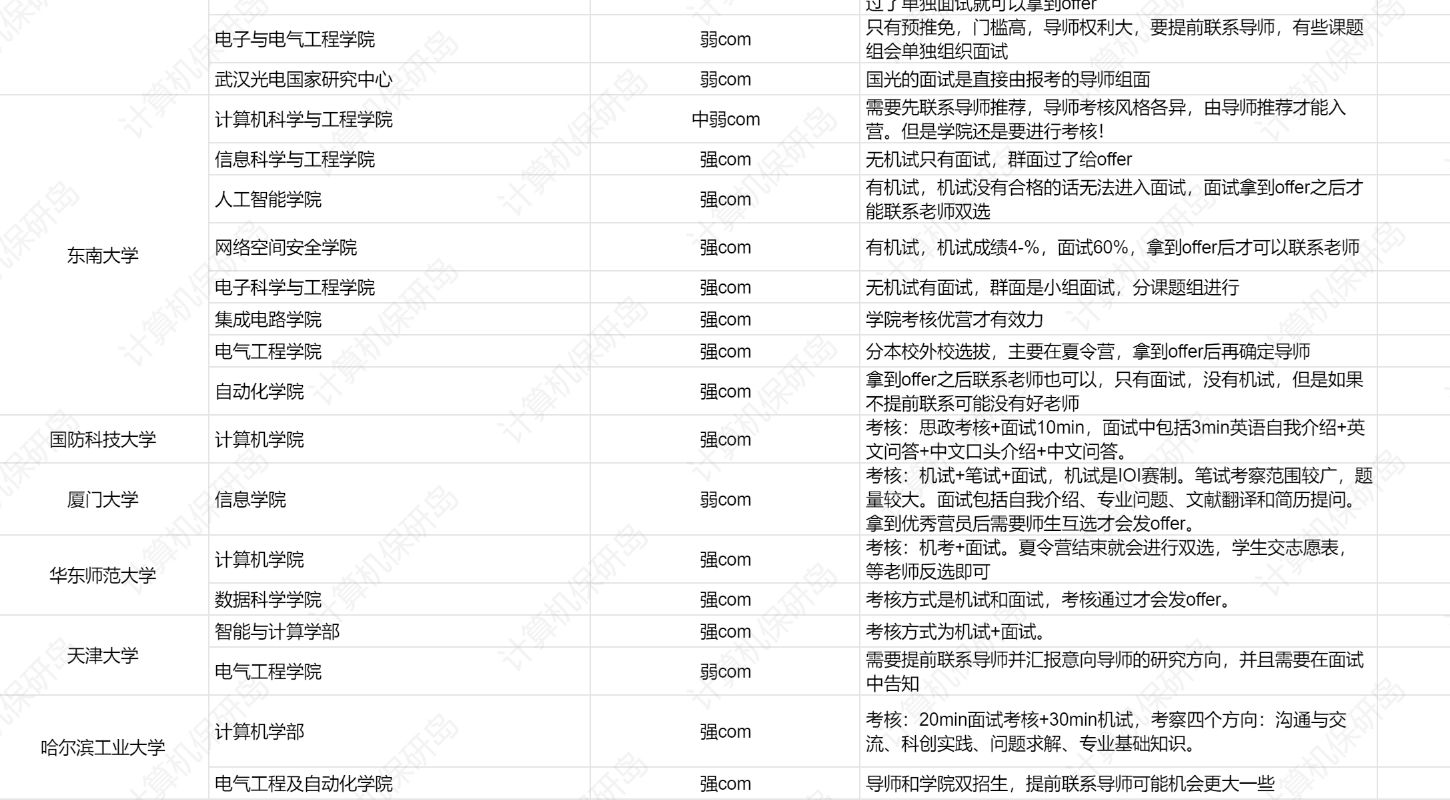 过了单独面试就可以拿到offer
电子与电气工程学院
弱com
只有预推免，门槛高，导师权利大，要提前联系导师，有些课题
组会单独组织面试
武汉光电国家研究中心
弱com
国光的面试是直接由报考的导师组面
东南大学
计算机科学与工程学院
中弱com
需要先联系导师推荐，导师考核风格各异，由导师推荐才能入
营。但是学院还是要进行考核！
信息科学与工程学院
强com
无机试只有面试，群面过了给offer
人工智能学院
强com
有机试，机试没有合格的话无法进入面试，面试拿到offer之后才
能联系老师双选
网络空间安全学院
强com
有机试，机试成绩4-%，面试60%，拿到offer后才可以联系老师
电子科学与工程学院
强com
无机试有面试，群面是小组面试，分课题组进行
集成电路学院
强com
学院考核优营才有效力
电气工程学院
强com
分本校外校选拔，主要在夏令营，拿到offer后再确定导师
自动化学院
强com
拿到offer之后联系老师也可以，只有面试，没有机试，但是如果
不提前联系可能没有好老师
国防科技大学
计算机学院
强com
考核：思政考核+面试10min，面试中包括3min英语自我介绍+英
文问答+中文口头介绍+中文问答。
厦门大学
信息学院
弱com
考核：机试+笔试+面试，机试是IOI赛制。笔试考察范围较广，题
量较大。面试包括自我介绍、专业问题、文献翻译和简历提问。
拿到优秀营员后需要师生互选才会发offer。
华东师范大学
计算机学院
强com
考核：机考+面试。夏令营结束就会进行双选，学生交志愿表，
等老师反选即可
数据科学学院
强com
考核方式是机试和面试，考核通过才会发offer。
天津大学
智能与计算学部
强com
考核方式为机试+面试。
电气工程学院
弱com
需要提前联系导师并汇报意向导师的研究方向，并且需要在面试
中告知
哈尔滨工业大学
计算机学部
强com
考核：20min面试考核+30min机试，考察四个方向：沟通与交
流、科创实践、问题求解、专业基础知识。
电气工程及自动化学院
强com
导师和学院双招生，提前联系导师可能机会更大一些
计算机保研岛